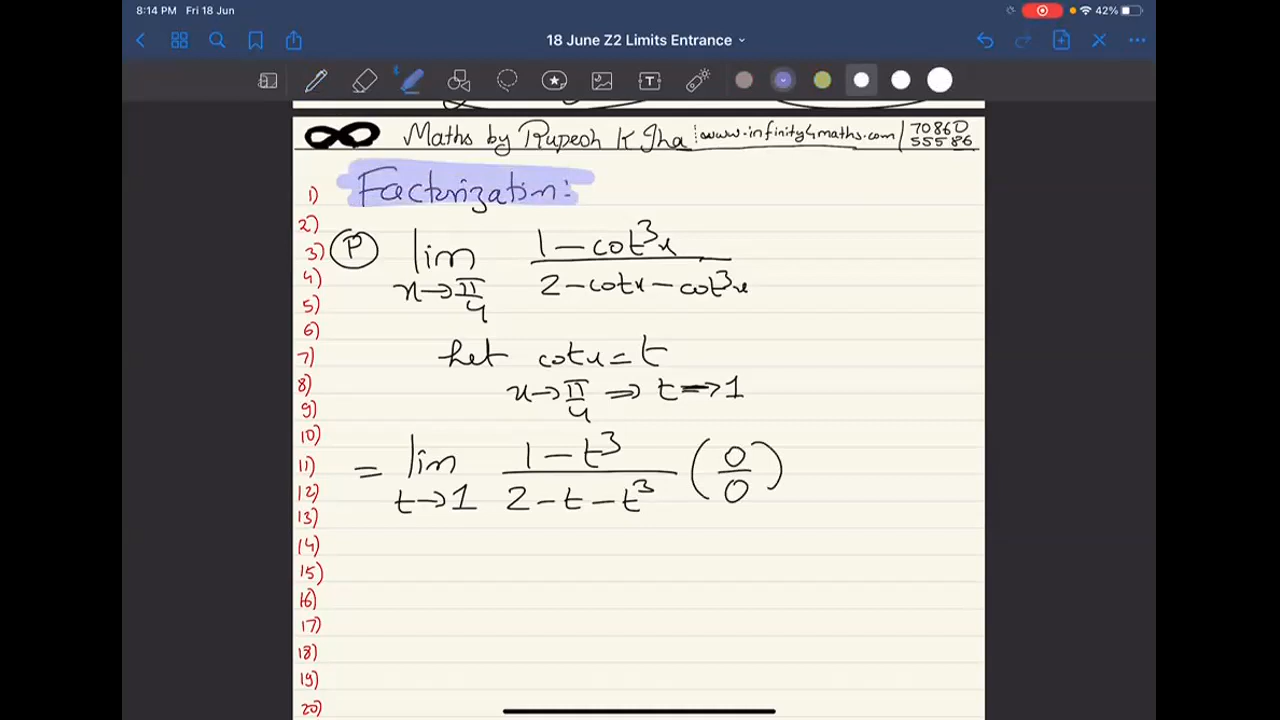 8:14 PM Fri 18 Jun 42%
18 June Z2 Limits Entrance
Maths by Rupesh K Jha www.infinity4maths.com / 70860 55586
1) Factorization:
2)
3) (P) lim x→π/4 (1-cot³x)/(2-cotx-cot³x)
4)
5)
6)
7) Let cotx = t
8) x→π/4 ⇒ t→1
9)
10)
11) = lim t→1 (1-t³)/(2-t-t³) (0/0)
12)
13)
14)
15)
16)
17)
18)
19)
20)